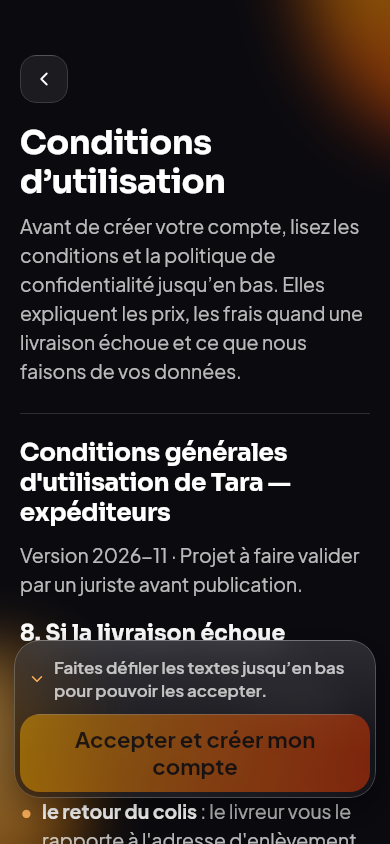 Conditions
d’utilisation
Avant de créer votre compte, lisez les
conditions et la politique de
confidentialité jusqu’en bas. Elles
expliquent les prix, les frais quand une
livraison échoue et ce que nous
faisons de vos données.
Conditions générales
d'utilisation de Tara —
expéditeurs
Version 2026–11 · Projet à faire valider
par un juriste avant publication.
8. Si la livraison échoue
Faites défiler les textes jusqu’en bas
pour pouvoir les accepter.
Accepter et créer mon
compte
le retour du colis : le livreur vous le
rapporte à l'adresse d'enlèvement